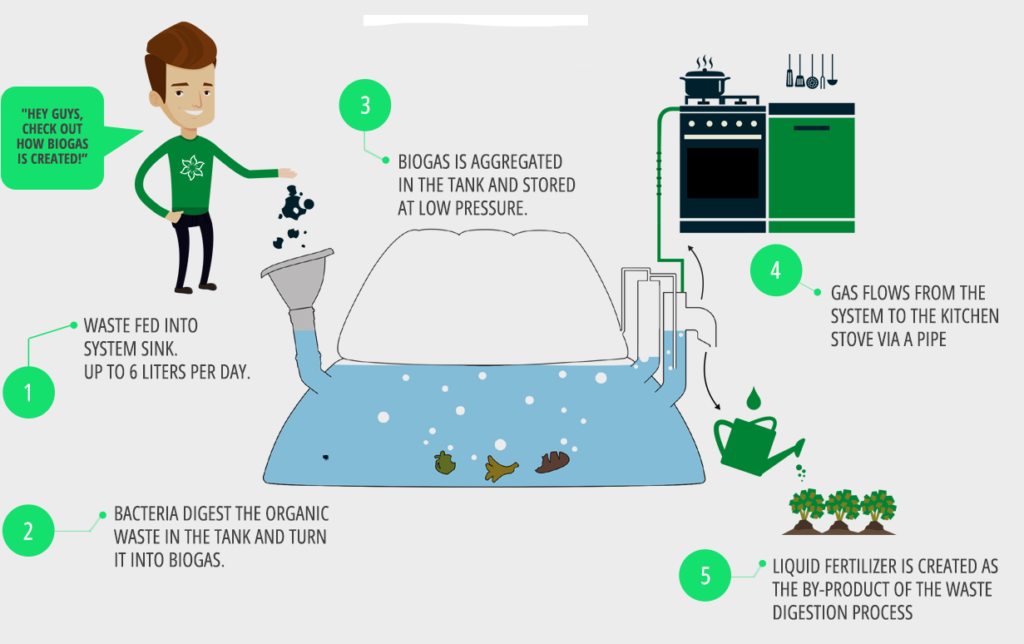 "HEY GUYS,
CHECK OUT
HOW BIOGAS
IS CREATED!"
1
WASTE FED INTO
SYSTEM SINK.
UP TO 6 LITERS PER DAY.
2
BACTERIA DIGEST THE ORGANIC
WASTE IN THE TANK AND TURN
IT INTO BIOGAS.
3
BIOGAS IS AGGREGATED
IN THE TANK AND STORED
AT LOW PRESSURE.
4
GAS FLOWS FROM THE
SYSTEM TO THE KITCHEN
STOVE VIA A PIPE
5
LIQUID FERTILIZER IS CREATED AS
THE BY-PRODUCT OF THE WASTE
DIGESTION PROCESS